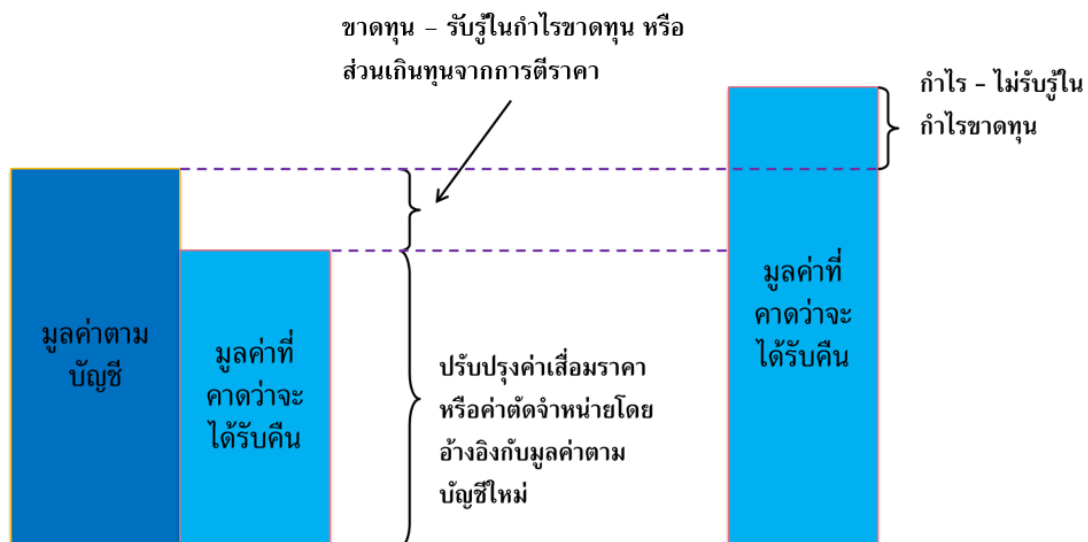 ขาดทุน – รับรู้ในกำไรขาดทุน หรือ
ส่วนเกินทุนจากการตีราคา
กำไร – ไม่รับรู้ใน
กำไรขาดทุน
มูลค่าตาม
บัญชี
มูลค่าที่
คาดว่าจะ
ได้รับคืน
ปรับปรุงค่าเสื่อมราคา
หรือค่าตัดจำหน่ายโดย
อ้างอิงกับมูลค่าตาม
บัญชีใหม่
มูลค่าที่
คาดว่าจะ
ได้รับคืน